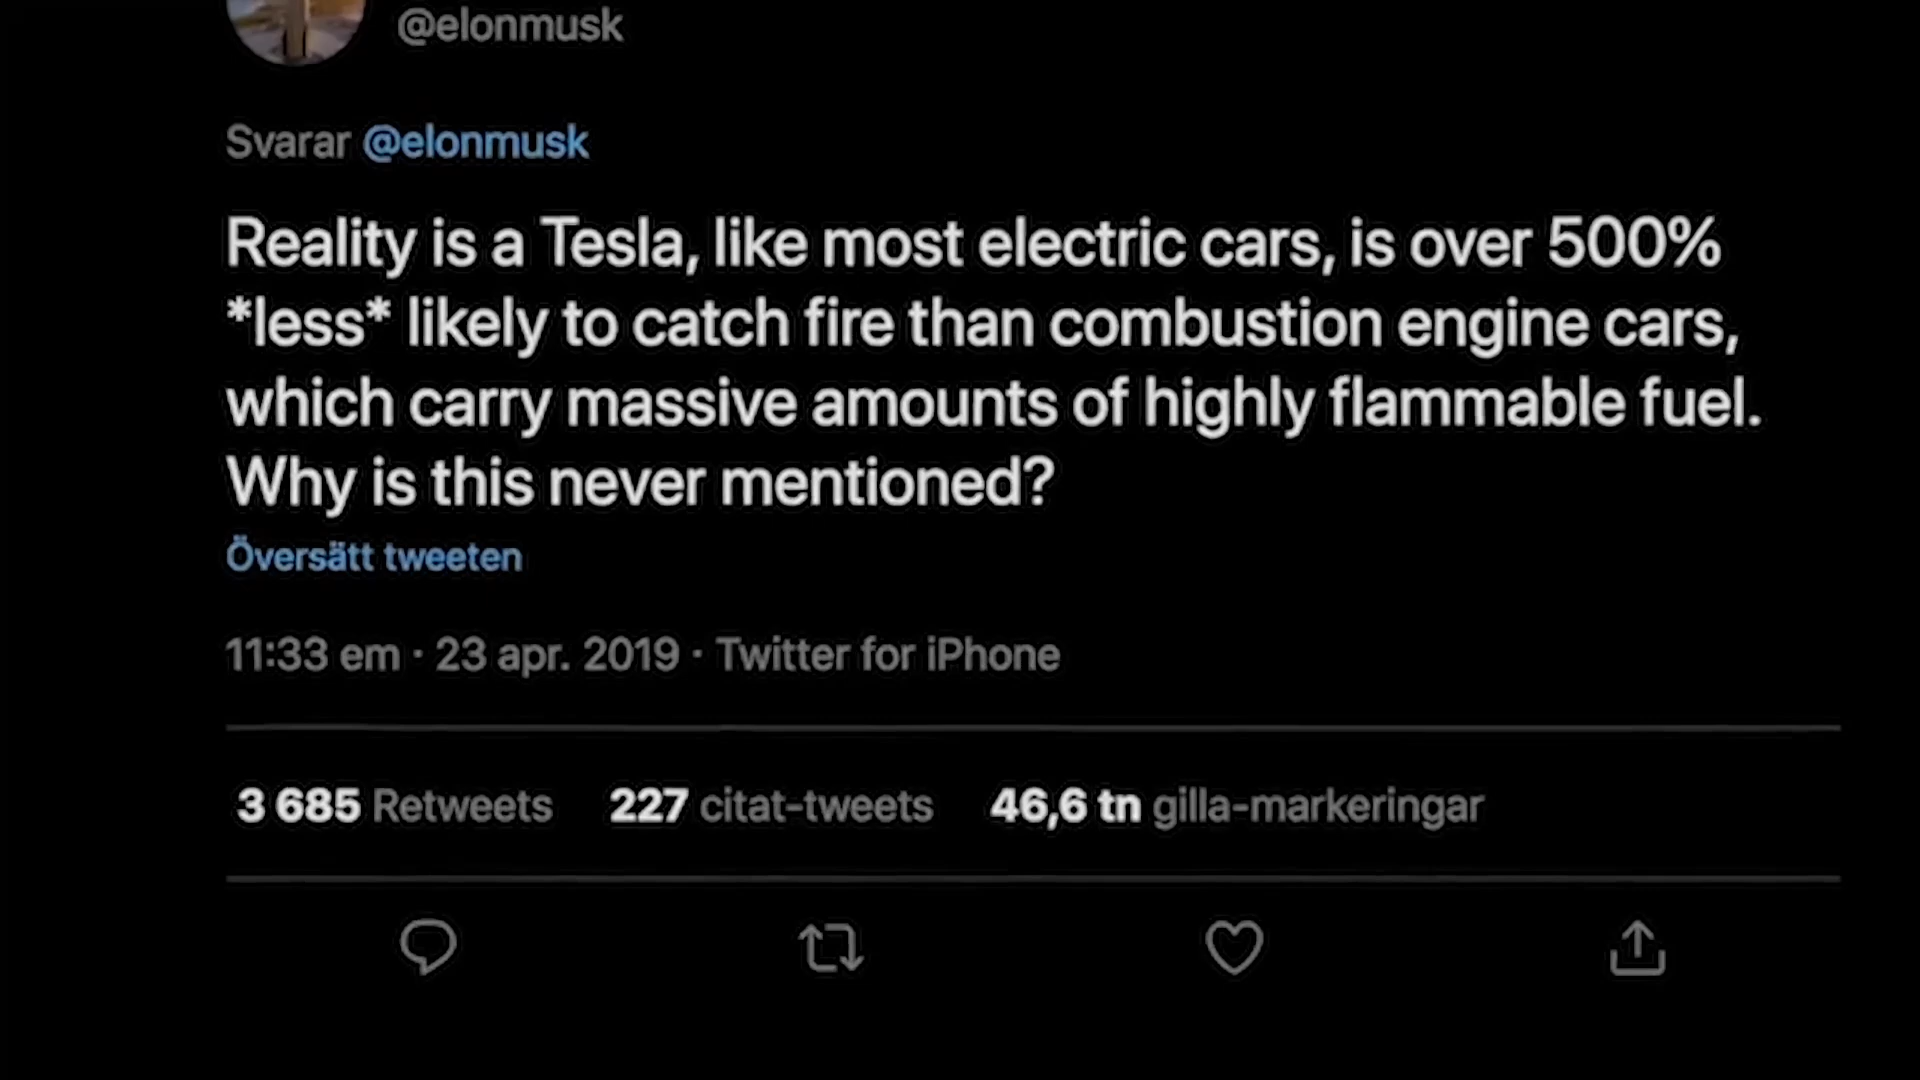 @elonmusk
Svarar @elonmusk
Reality is a Tesla, like most electric cars, is over 500%
*less* likely to catch fire than combustion engine cars,
which carry massive amounts of highly flammable fuel.
Why is this never mentioned?
Översätt tweeten
11:33 em · 23 apr. 2019 · Twitter for iPhone
3 685 Retweets 227 citat-tweets 46,6 tn gilla-markeringar